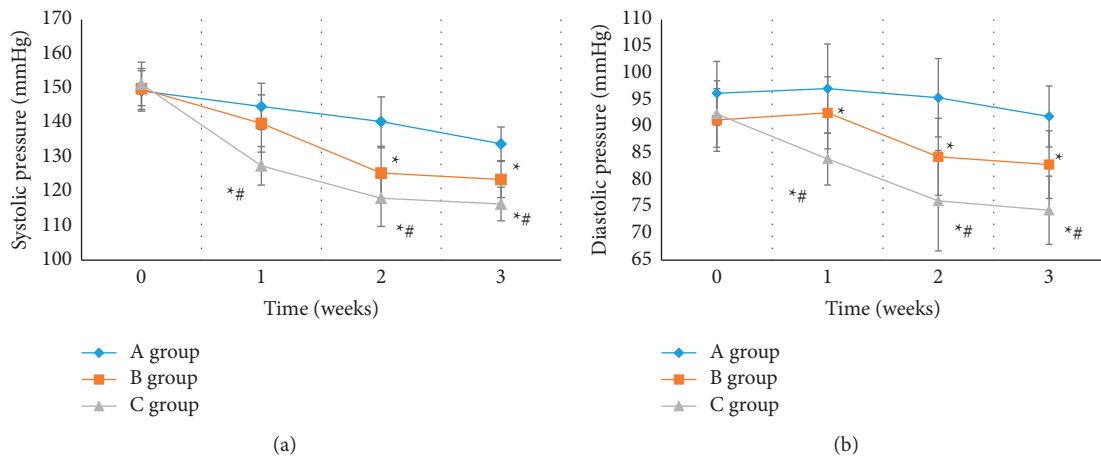 170
160
150
140
130
120
110
100
Systolic pressure (mmHg)
*#
*
*#
*
*#
0 1 2 3
Time (weeks)
A group
B group
C group
(a)
110
105
100
95
90
85
80
75
70
65
Diastolic pressure (mmHg)
*
*#
*
*#
*
*#
0 1 2 3
Time (weeks)
A group
B group
C group
(b)